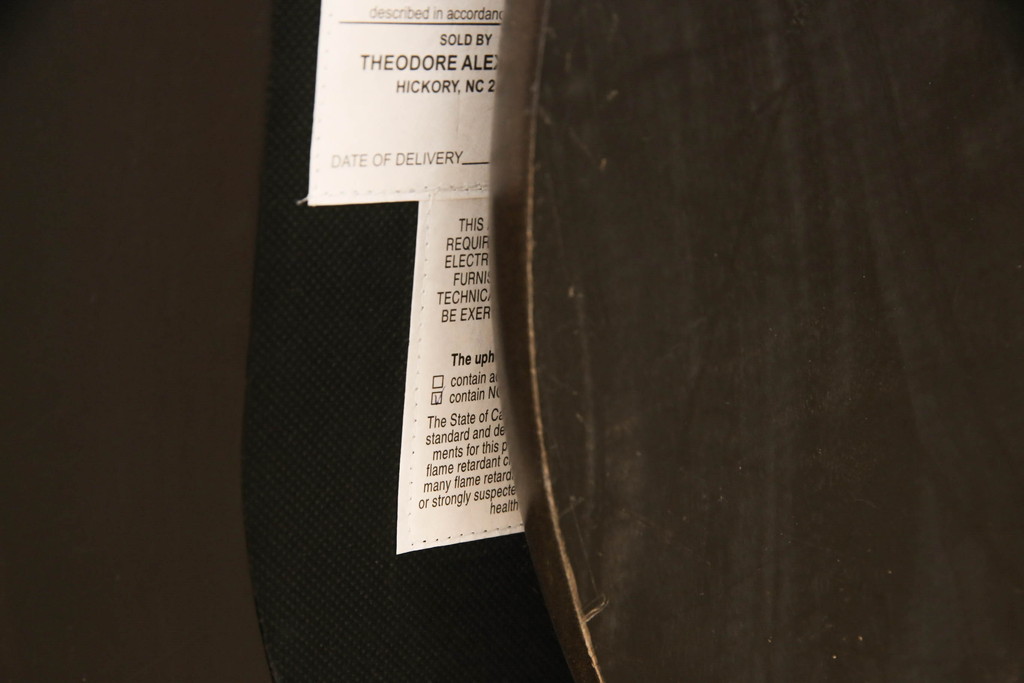 described in accordanc
SOLD BY
THEODORE ALEX
HICKORY, NC 2
DATE OF DELIVERY
THIS
REQUIR
ELECTR
FURNIS
TECHNICA
BE EXER
The uph
contain a
contain NO
The State of Ca
standard and de
ments for this p
flame retardant c
many flame retard
or strongly suspecte
health